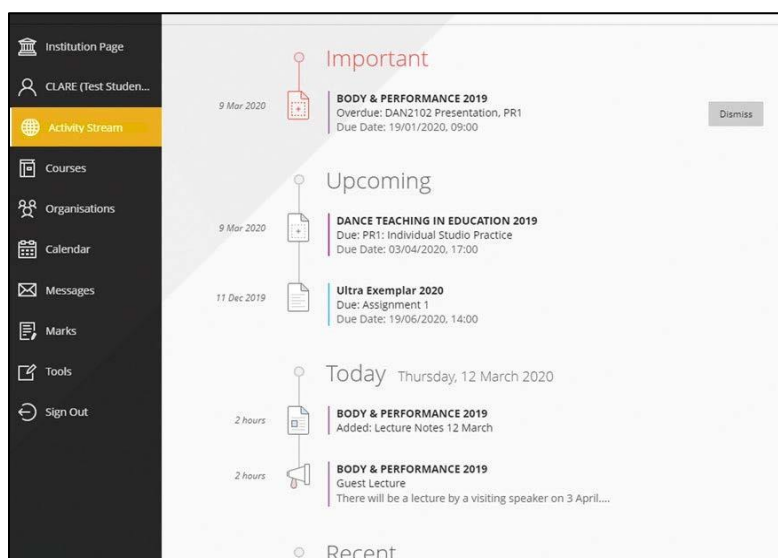 Institution Page
CLARE (Test Studen...
Activity Stream
Courses
Organisations
Calendar
Messages
Marks
Tools
Sign Out
Important
9 Mar 2020
BODY & PERFORMANCE 2019
Overdue: DAN2102 Presentation, PR1
Due Date: 19/01/2020, 09:00
Dismiss
Upcoming
9 Mar 2020
DANCE TEACHING IN EDUCATION 2019
Due: PR1: Individual Studio Practice
Due Date: 03/04/2020, 17:00
11 Dec 2019
Ultra Exemplar 2020
Due: Assignment 1
Due Date: 19/06/2020, 14:00
Today Thursday, 12 March 2020
2 hours
BODY & PERFORMANCE 2019
Added: Lecture Notes 12 March
2 hours
BODY & PERFORMANCE 2019
Guest Lecture
There will be a lecture by a visiting speaker on 3 April....
Recent